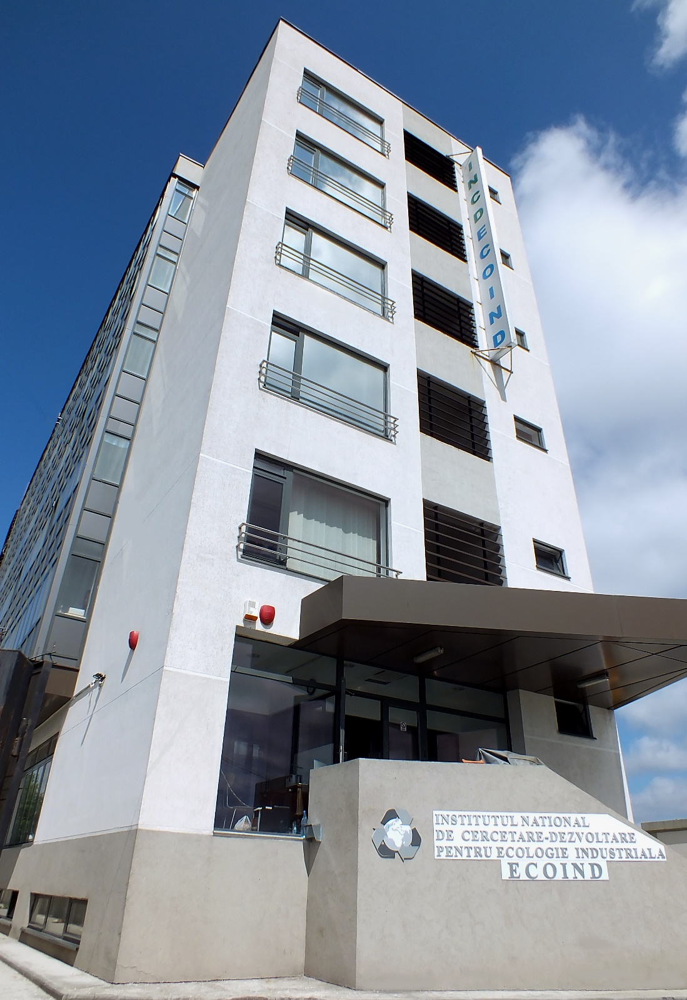 INCDECOIND
INSTITUTUL NATIONAL
DE CERCETARE-DEZVOLTARE
PENTRU ECOLOGIE INDUSTRIALA
ECOIND